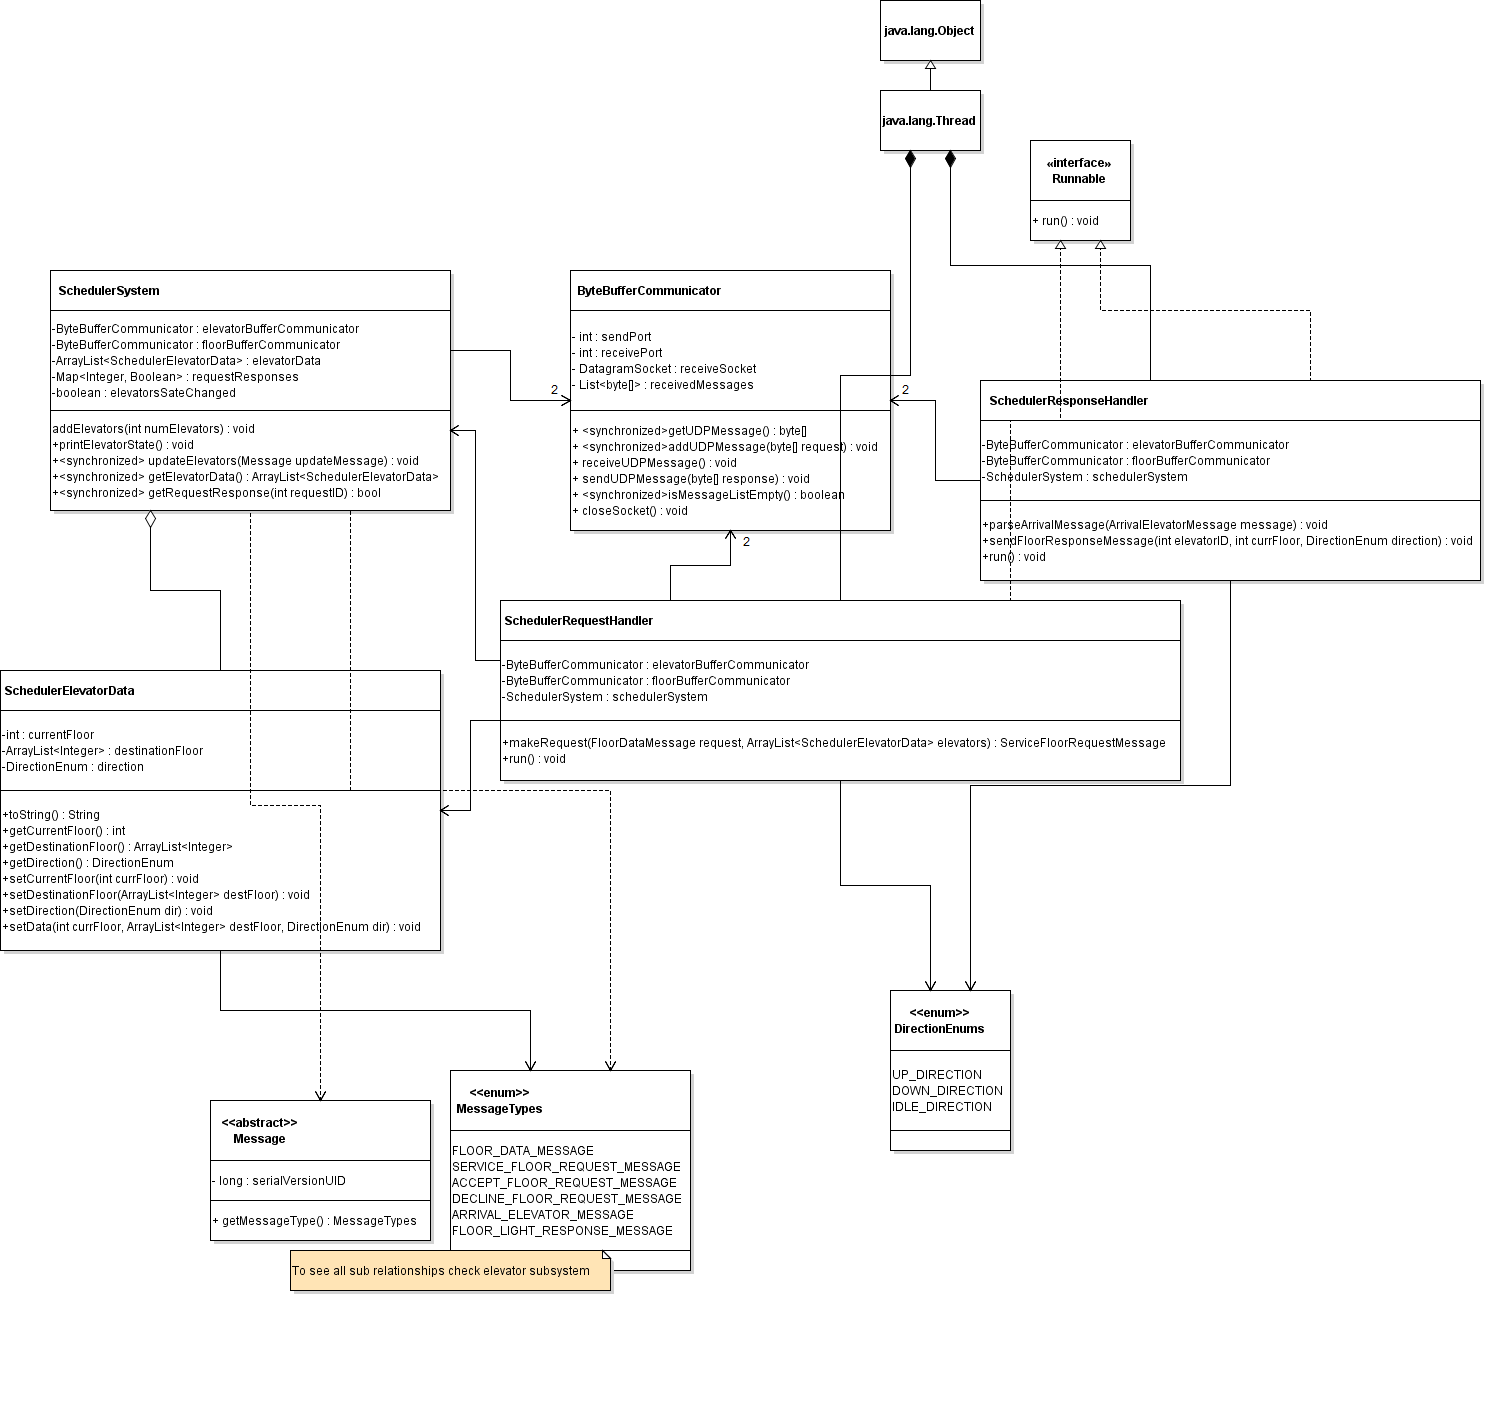 java.lang.Object
java.lang.Thread
«interface»
Runnable
+ run() : void
SchedulerSystem
-ByteBufferCommunicator : elevatorBufferCommunicator
-ByteBufferCommunicator : floorBufferCommunicator
-ArrayList<SchedulerElevatorData> : elevatorData
-Map<Integer, Boolean> : requestResponses
-boolean : elevatorsSateChanged
addElevators(int numElevators) : void
+printElevatorState() : void
+<synchronized> updateElevators(Message updateMessage) : void
+<synchronized> getElevatorData() : ArrayList<SchedulerElevatorData>
+<synchronized> getRequestResponse(int requestID) : bool
2
ByteBufferCommunicator
- int : sendPort
- int : receivePort
- DatagramSocket : receiveSocket
- List<byte[]> : receivedMessages
+ <synchronized>getUDPMessage() : byte[]
+ <synchronized>addUDPMessage(byte[] request) : void
+ receiveUDPMessage() : void
+ sendUDPMessage(byte[] response) : void
+ <synchronized>isMessageListEmpty() : boolean
+ closeSocket() : void
2
2
SchedulerResponseHandler
-ByteBufferCommunicator : elevatorBufferCommunicator
-ByteBufferCommunicator : floorBufferCommunicator
-SchedulerSystem : schedulerSystem
+parseArrivalMessage(ArrivalElevatorMessage message) : void
+sendFloorResponseMessage(int elevatorID, int currFloor, DirectionEnum direction) : void
+run() : void
SchedulerRequestHandler
-ByteBufferCommunicator : elevatorBufferCommunicator
-ByteBufferCommunicator : floorBufferCommunicator
-SchedulerSystem : schedulerSystem
+makeRequest(FloorDataMessage request, ArrayList<SchedulerElevatorData> elevators) : ServiceFloorRequestMessage
+run() : void
SchedulerElevatorData
-int : currentFloor
-ArrayList<Integer> : destinationFloor
-DirectionEnum : direction
+toString() : String
+getCurrentFloor() : int
+getDestinationFloor() : ArrayList<Integer>
+getDirection() : DirectionEnum
+setCurrentFloor(int currFloor) : void
+setDestinationFloor(ArrayList<Integer> destFloor) : void
+setDirection(DirectionEnum dir) : void
+setData(int currFloor, ArrayList<Integer> destFloor, DirectionEnum dir) : void
<<enum>>
DirectionEnums
UP_DIRECTION
DOWN_DIRECTION
IDLE_DIRECTION
<<abstract>>
Message
- long : serialVersionUID
+ getMessageType() : MessageTypes
<<enum>>
MessageTypes
FLOOR_DATA_MESSAGE
SERVICE_FLOOR_REQUEST_MESSAGE
ACCEPT_FLOOR_REQUEST_MESSAGE
DECLINE_FLOOR_REQUEST_MESSAGE
ARRIVAL_ELEVATOR_MESSAGE
FLOOR_LIGHT_RESPONSE_MESSAGE
To see all sub relationships check elevator subsystem